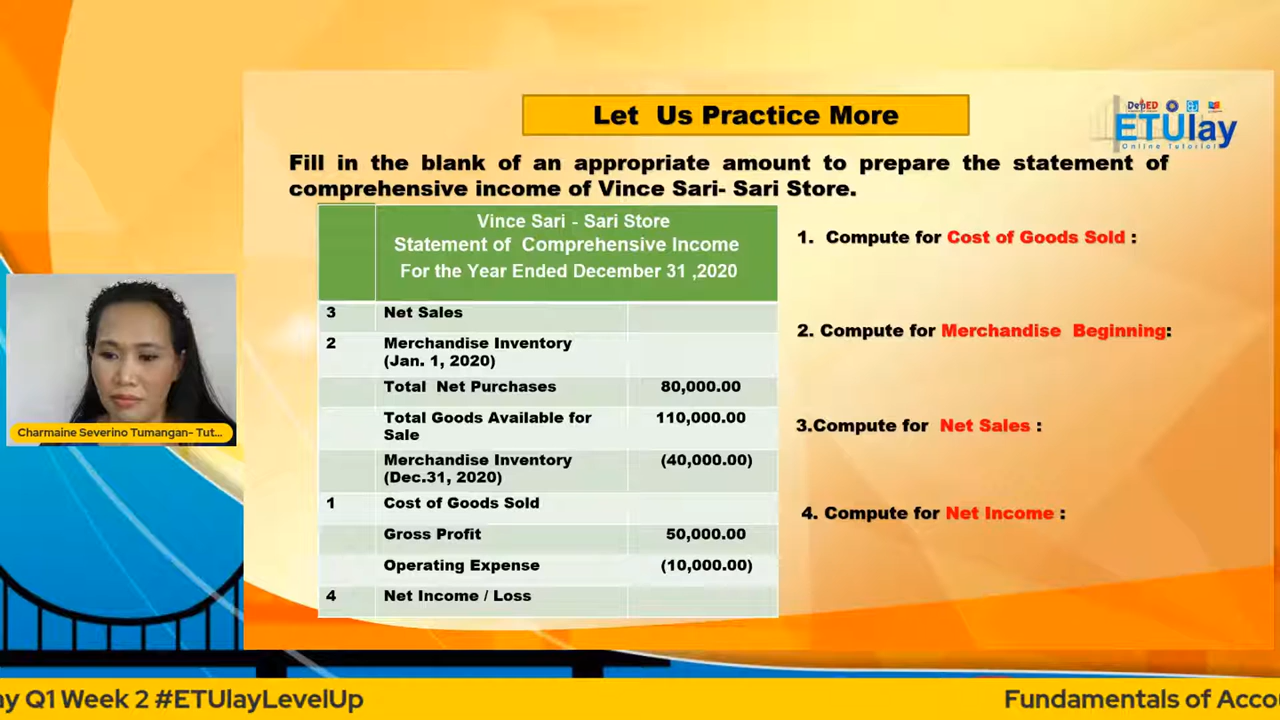 Let Us Practice More
DepED
ETUlay
Online Tutorial
Fill in the blank of an appropriate amount to prepare the statement of
comprehensive income of Vince Sari- Sari Store.
Vince Sari - Sari Store
Statement of Comprehensive Income
For the Year Ended December 31 ,2020
3 Net Sales
2 Merchandise Inventory
(Jan. 1, 2020)
Total Net Purchases 80,000.00
Total Goods Available for 110,000.00
Sale
Merchandise Inventory (40,000.00)
(Dec.31, 2020)
1 Cost of Goods Sold
Gross Profit 50,000.00
Operating Expense (10,000.00)
4 Net Income / Loss
1. Compute for Cost of Goods Sold :
2. Compute for Merchandise Beginning:
3.Compute for Net Sales :
4. Compute for Net Income :
Charmaine Severino Tumangan- Tut...
ay Q1 Week 2 #ETUlayLevelUp
Fundamentals of Acco